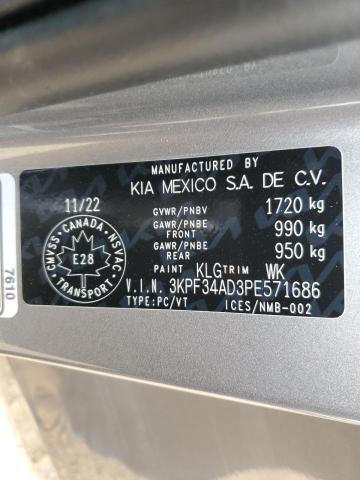 MANUFACTURED BY
KIA MEXICO S.A. DE C.V.
11/22
GVWR/PNBV 1720 kg
GAWR/PNBE FRONT 990 kg
GAWR/PNBE REAR 950 kg
PAINT KLG TRIM WK
V.I.N. 3KPF34AD3PE571686
TYPE:PC/VT ICES/NMB-002
CANADA
CMVSS NSVAC
E28
TRANSPORT
7610